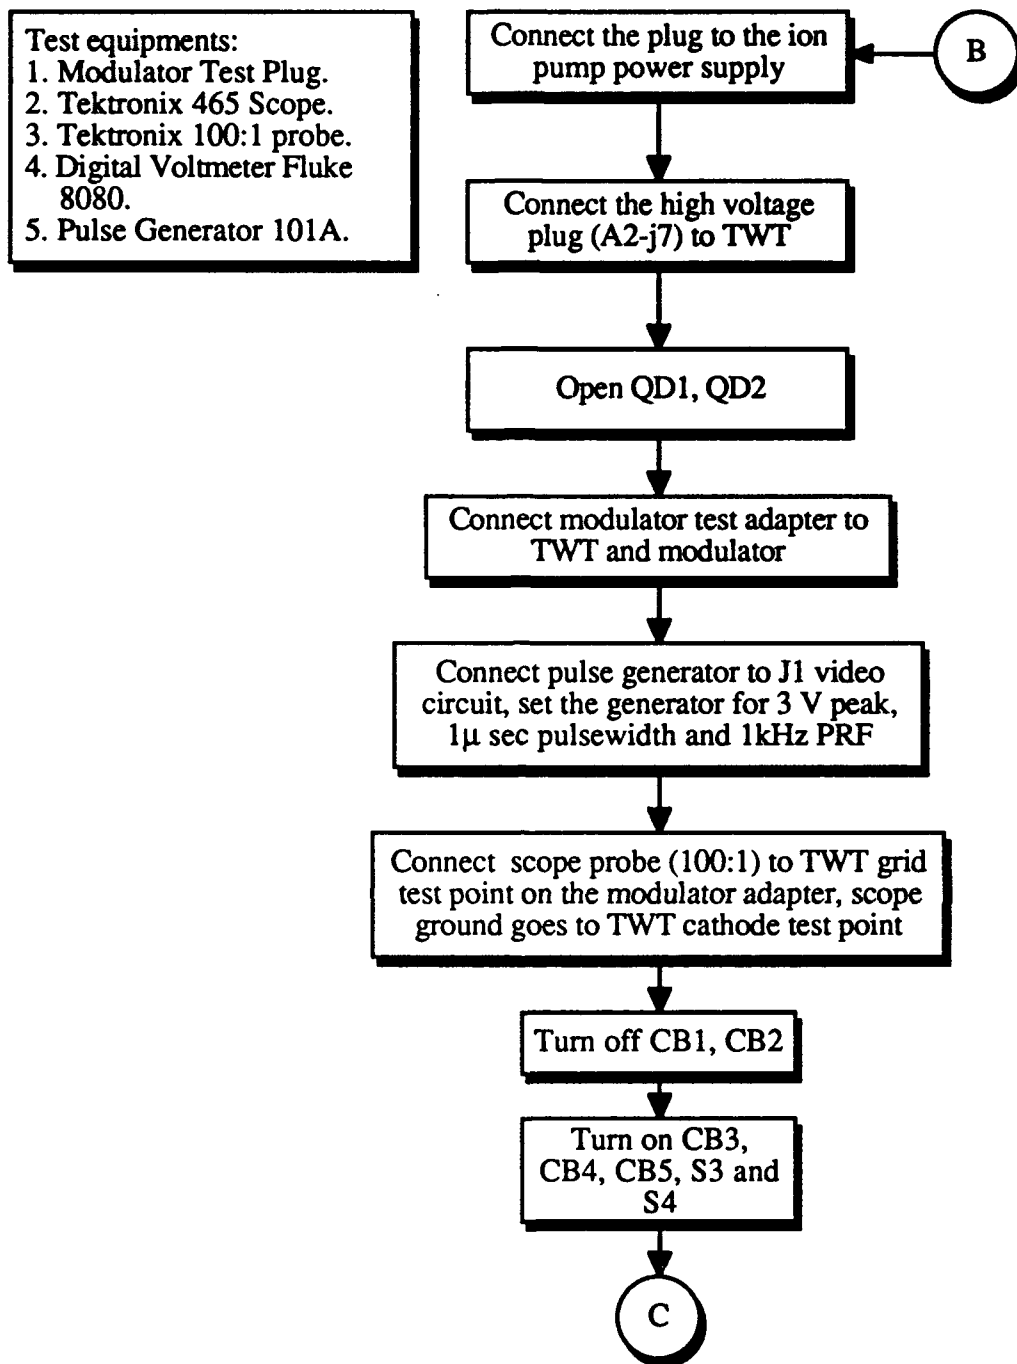 Test equipments:
1. Modulator Test Plug.
2. Tektronix 465 Scope.
3. Tektronix 100:1 probe.
4. Digital Voltmeter Fluke
8080.
5. Pulse Generator 101A.
Connect the plug to the ion
pump power supply
B
Connect the high voltage
plug (A2-j7) to TWT
Open QD1, QD2
Connect modulator test adapter to
TWT and modulator
Connect pulse generator to J1 video
circuit, set the generator for 3 V peak,
1μ sec pulsewidth and 1kHz PRF
Connect scope probe (100:1) to TWT grid
test point on the modulator adapter, scope
ground goes to TWT cathode test point
Turn off CB1, CB2
Turn on CB3,
CB4, CB5, S3 and
S4
C